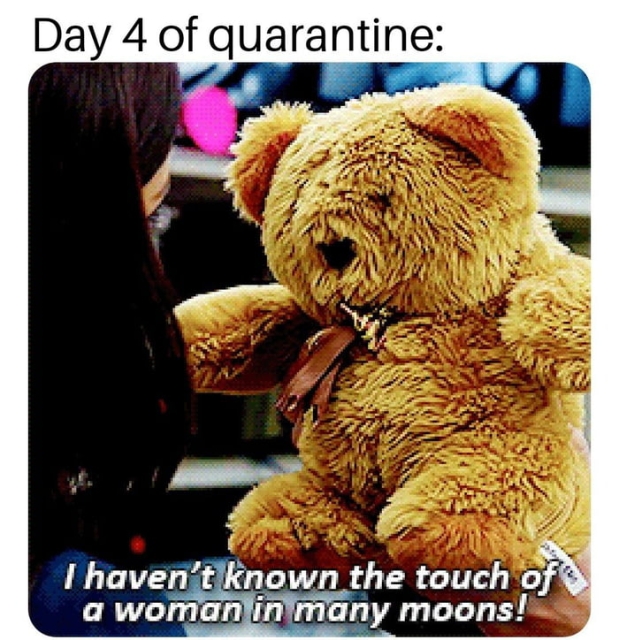 Day 4 of quarantine:
I haven't known the touch of
a woman in many moons!